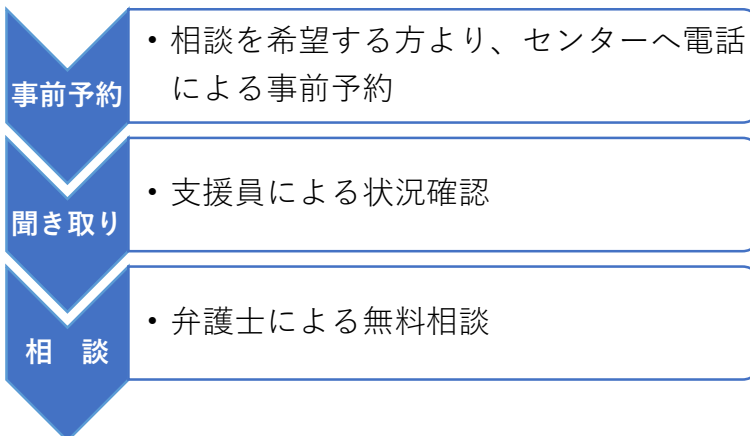 事前予約
・相談を希望する方より、センターへ電話
による事前予約
聞き取り
・支援員による状況確認
相　談
・弁護士による無料相談